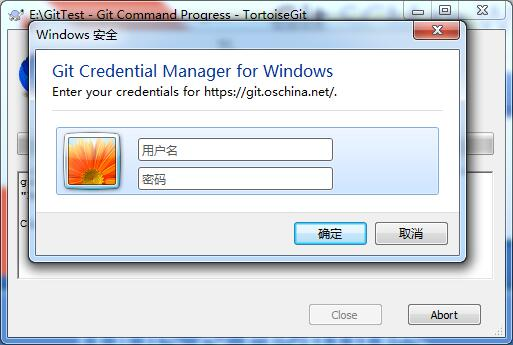 E:\GitTest - Git Command Progress - TortoiseGit
Windows 安全
Git Credential Manager for Windows
Enter your credentials for https://git.oschina.net/.
用户名
密码
确定
取消
Close
Abort